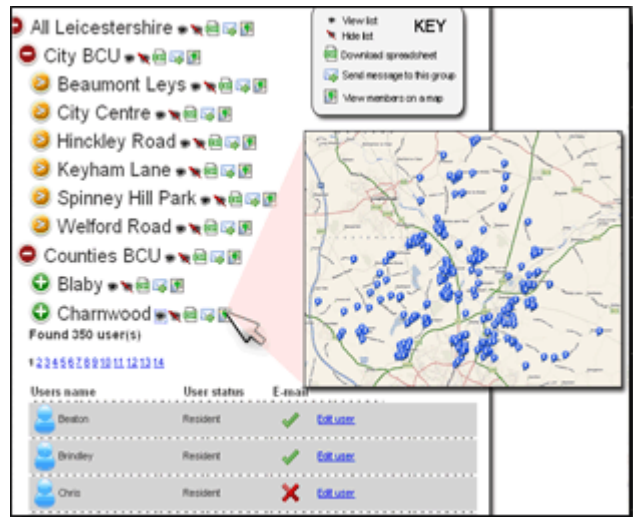 All Leicestershire
City BCU
Beaumont Leys
City Centre
Hinckley Road
Keyham Lane
Spinney Hill Park
Welford Road
Counties BCU
Blaby
Charnwood
Found 350 user(s)
1 2 3 4 5 6 7 8 9 10 11 12 13 14
Users name User status E-mail
Beaton Resident Edit user
Brindley Resident Edit user
Chris Resident Edit user
KEY
View list
Hide list
Download spreadsheet
Send message to this group
View members on a map